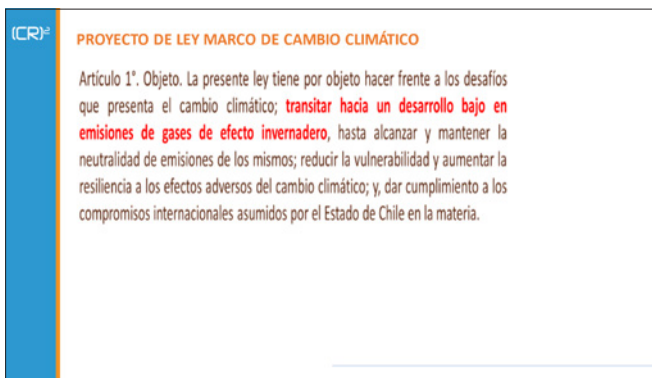 (CR)²
PROYECTO DE LEY MARCO DE CAMBIO CLIMÁTICO
Artículo 1°. Objeto. La presente ley tiene por objeto hacer frente a los desafíos
que presenta el cambio climático; transitar hacia un desarrollo bajo en
emisiones de gases de efecto invernadero, hasta alcanzar y mantener la
neutralidad de emisiones de los mismos; reducir la vulnerabilidad y aumentar la
resiliencia a los efectos adversos del cambio climático; y, dar cumplimiento a los
compromisos internacionales asumidos por el Estado de Chile en la materia.